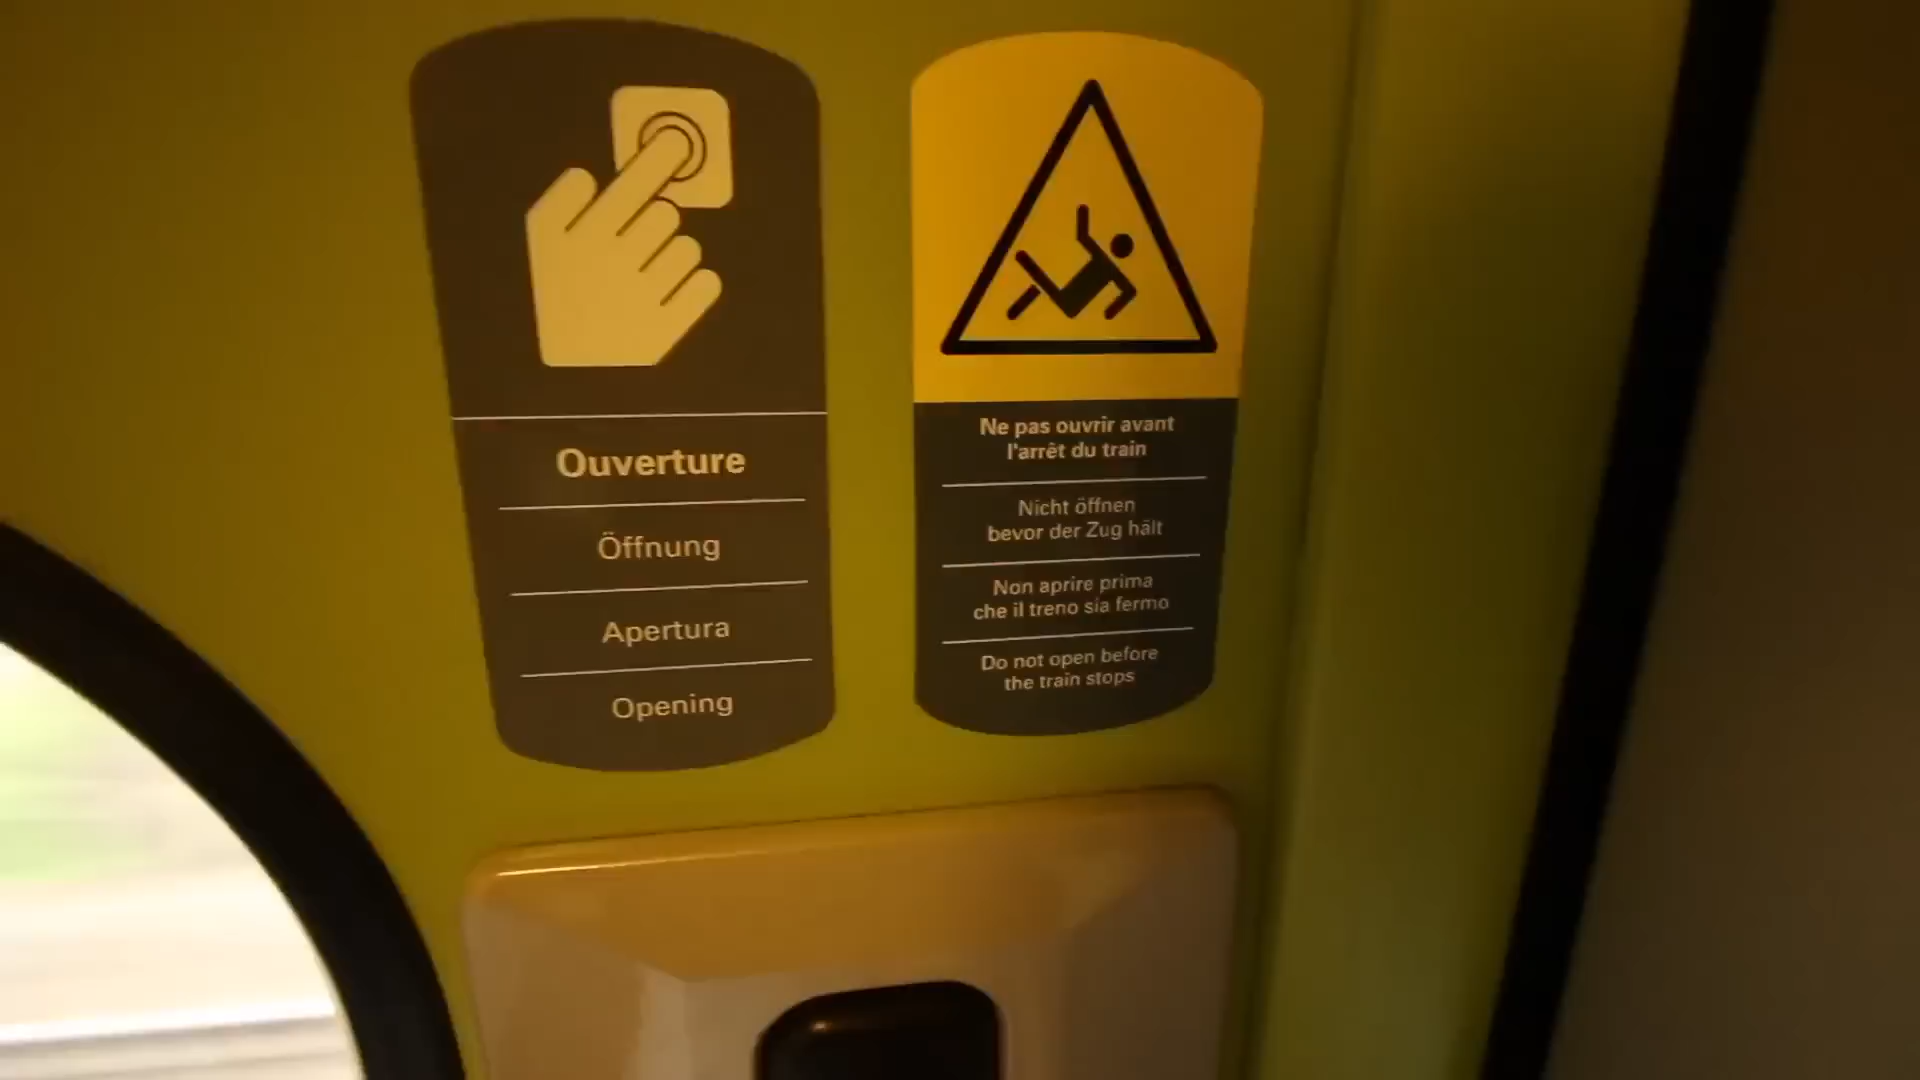 Ouverture
Öffnung
Apertura
Opening
Ne pas ouvrir avant
l'arrêt du train
Nicht öffnen
bevor der Zug hält
Non aprire prima
che il treno sia fermo
Do not open before
the train stops